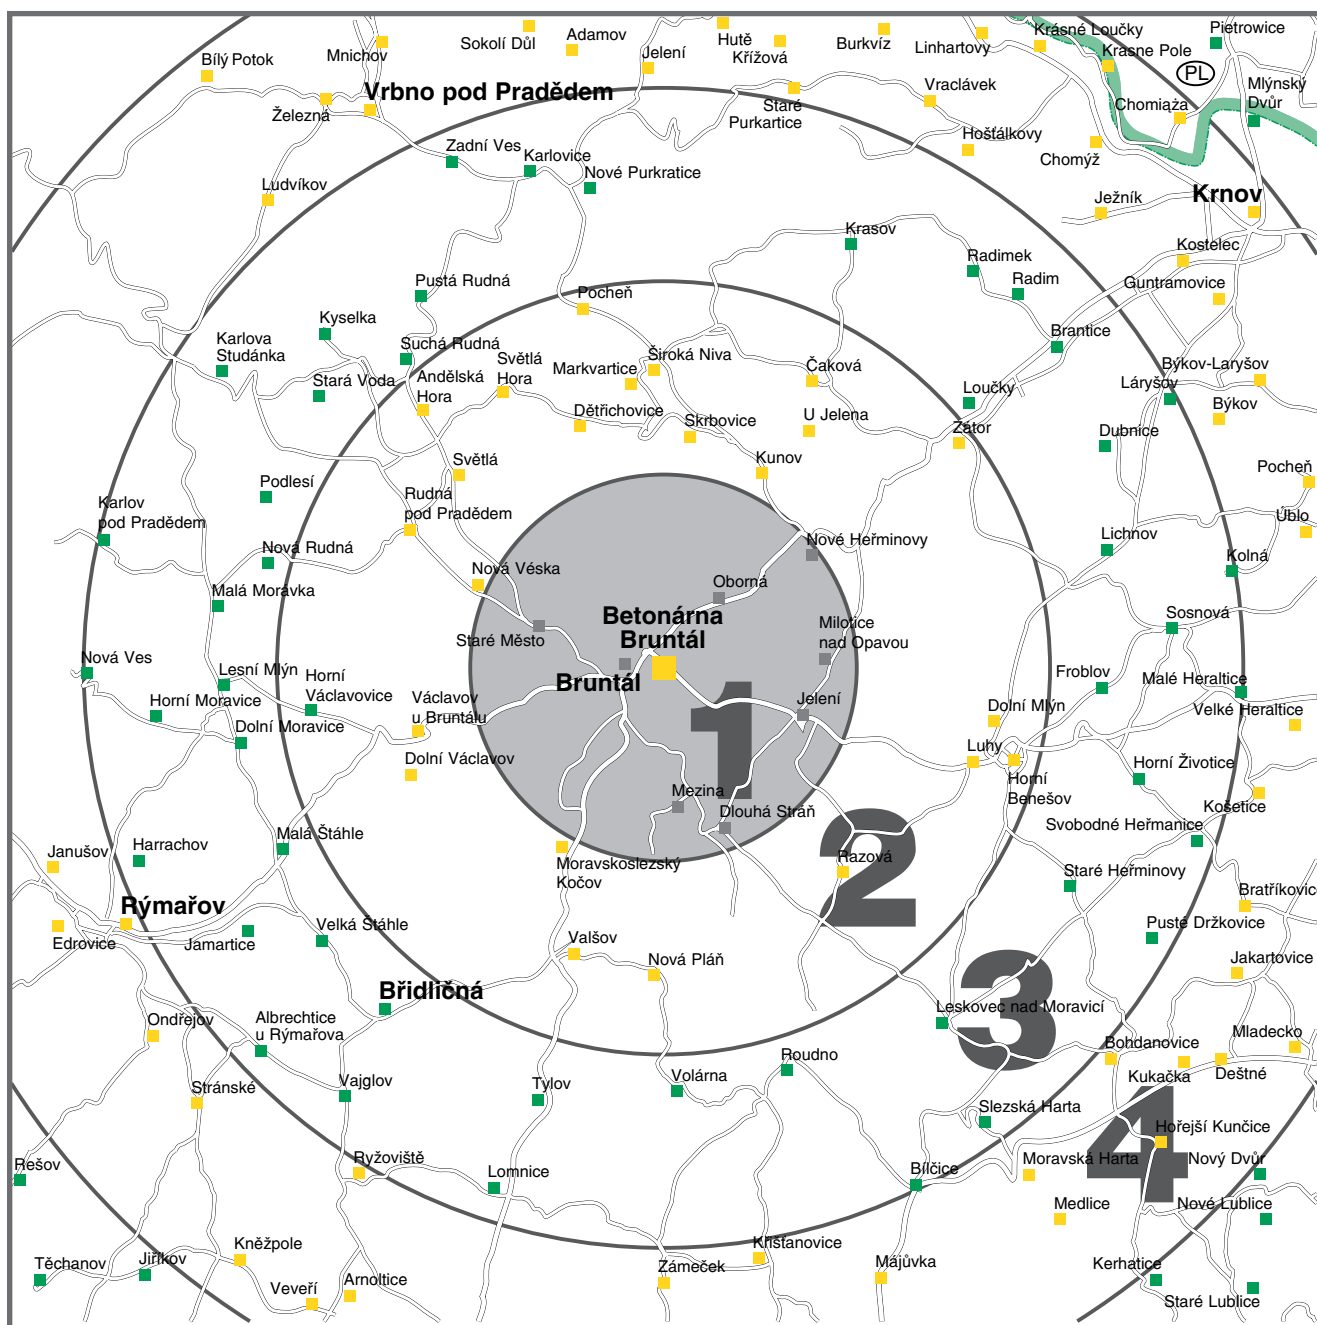 Sokolí Důl
Adamov
Hutě
Křížová
Burkvíz
Linhartovy
Krásné Loučky
Pietrowice
Bílý Potok
Mnichov
Jelení
Krasne Pole
PL
Železná
Vrbno pod Pradědem
Staré
Purkartice
Vraclávek
Chomiąża
Mlýnský
Dvůr
Zadní Ves
Karlovice
Nové Purkratice
Hošťálkovy
Chomýž
Ludvíkov
Ježník
Krnov
Krasov
Radimek
Radim
Kostelec
Guntramovice
Pustá Rudná
Pocheň
Kyselka
Karlova
Studánka
Suchá Rudná
Světlá
Hora
Markvartice
Široká Niva
Čaková
Brantice
Stará Voda
Andělská
Hora
Loučky
Býkov-Laryšov
Láryšov
Býkov
Dětřichovice
Skrbovice
U Jelena
Zátor
Dubnice
Světlá
Kunov
Pocheň
Podlesí
Karlov
pod Pradědem
Rudná
pod Pradědem
Úblo
Nová Rudná
Nové Heřminovy
Lichnov
Kolná
Malá Morávka
Nová Véska
Oborná
Staré Město
Betonárna
Bruntál
Milotice
nad Opavou
Sosnová
Nová Ves
Lesní Mlýn
Horní
Václavovice
Bruntál
Froblov
Malé Heraltice
Horní Moravice
Václavov
u Bruntálu
1
Jelení
Dolní Mlýn
Velké Heraltice
Dolní Moravice
Dolní Václavov
Luhy
Horní
Benešov
Horní Životice
Košetice
Mezina
Dlouhá Stráň
Svobodné Heřmanice
Malá Štáhle
Janušov
Harrachov
Moravskoslezský
Kočov
2
Razová
Staré Heřminovy
Bratříkovice
Rýmařov
Edrovice
Jamartice
Velká Štáhle
Pusté Držkovice
Valšov
Nová Pláň
Jakartovice
Břidličná
3
Leskovec nad Moravicí
Ondřejov
Albrechtice
u Rýmařova
Mladecko
Bohdanovice
Roudno
Kukačka
Deštné
Stránské
Vajglov
Tylov
Volárna
Slezská Harta
4
Hořejší Kunčice
Rešov
Ryžoviště
Lomnice
Bílčice
Moravská Harta
Nový Dvůr
Medlice
Nové Lublice
Těchanov
Jiříkov
Kněžpole
Veveří
Arnoltice
Zámeček
Křišťanovice
Májůvka
Kerhatice
Staré Lublice